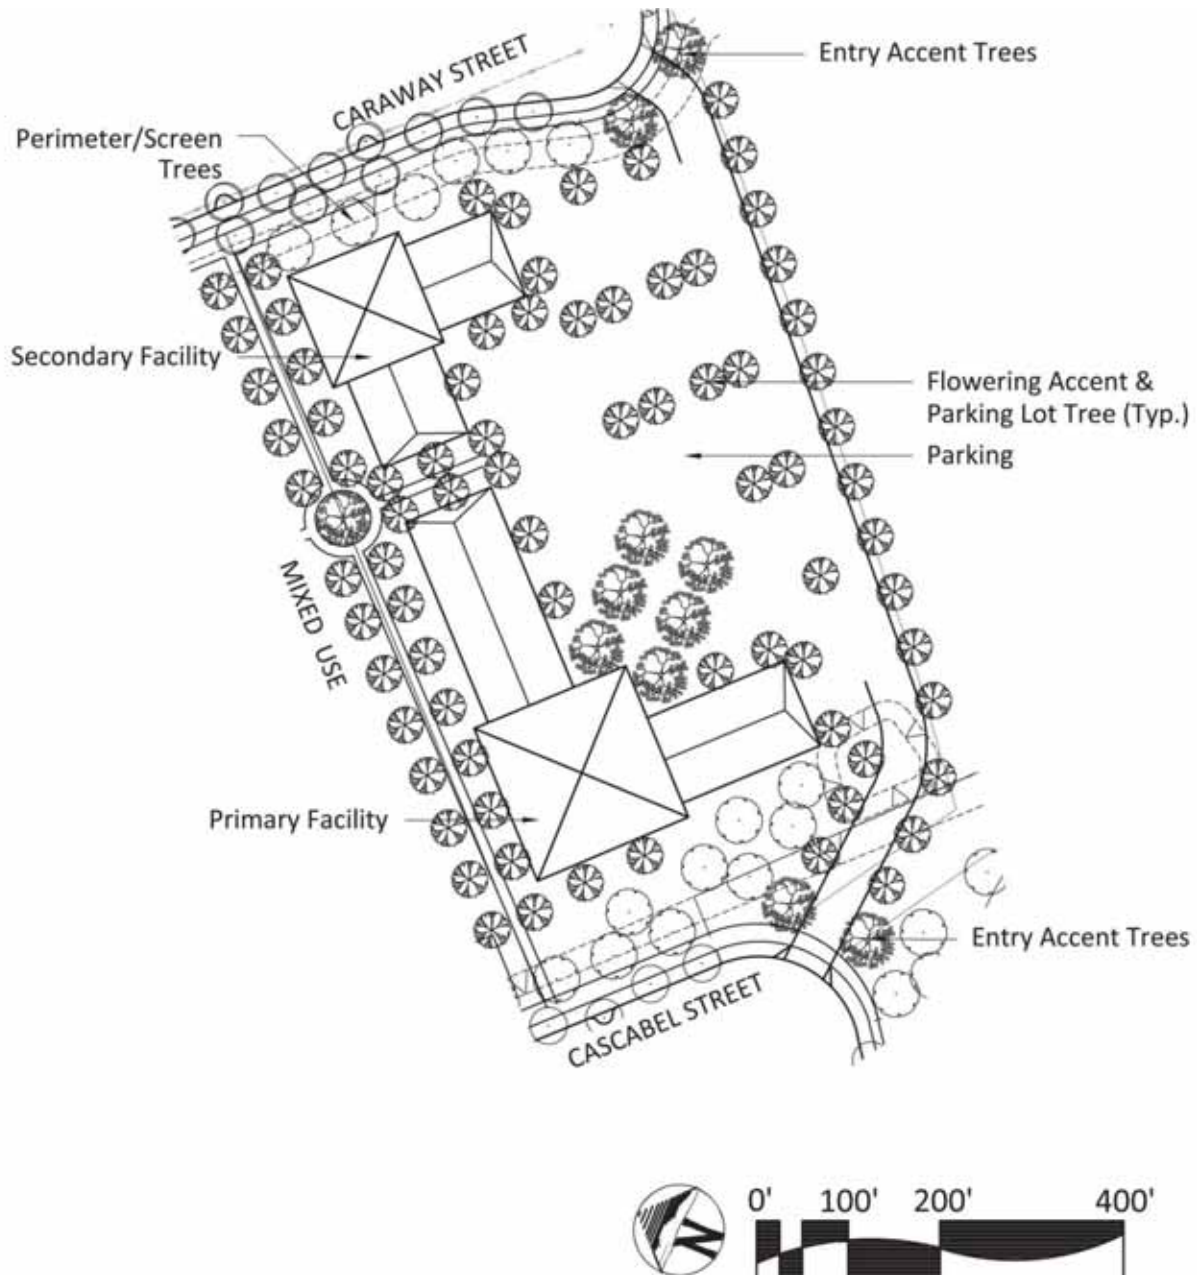 Entry Accent Trees
CARAWAY STREET
Perimeter/Screen
Trees
Secondary Facility
Flowering Accent &
Parking Lot Tree (Typ.)
Parking
MIXED USE
Primary Facility
Entry Accent Trees
CASCABEL STREET
N
0' 100' 200' 400'